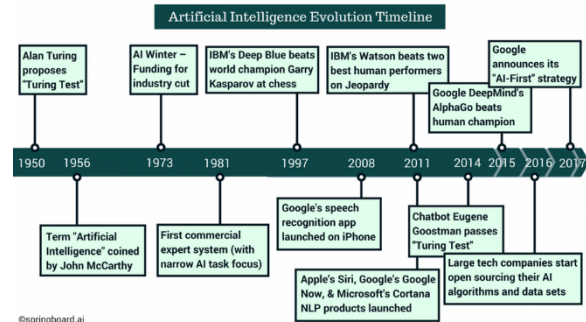 Artificial Intelligence Evolution Timeline
Alan Turing
proposes
"Turing Test"
AI Winter –
Funding for
industry cut
IBM's Deep Blue beats
world champion Garry
Kasparov at chess
IBM's Watson beats two
best human performers
on Jeopardy
Google DeepMind's
AlphaGo beats
human champion
Google
announces its
"AI-First" strategy
1950
1956
1973
1981
1997
2008
2011
2014
2015
2016
2017
Term "Artificial
Intelligence" coined
by John McCarthy
First commercial
expert system (with
narrow AI task focus)
Google's speech
recognition app
launched on iPhone
Apple's Siri, Google's Google
Now, & Microsoft's Cortana
NLP products launched
Chatbot Eugene
Goostman passes
"Turing Test"
Large tech companies start
open sourcing their AI
algorithms and data sets
©springboard.ai